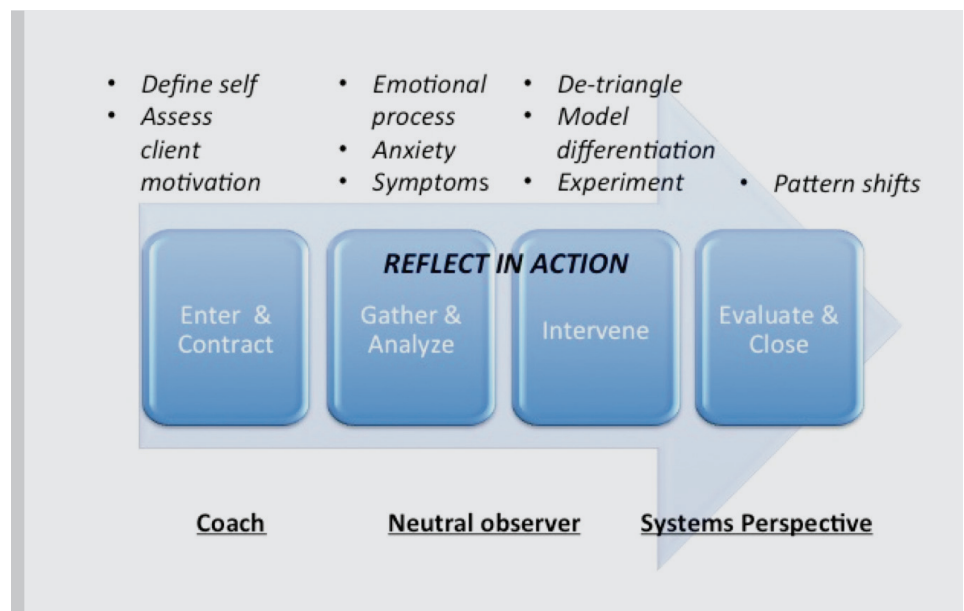 • Define self
• Assess
client
motivation
• Emotional
process
• Anxiety
• Symptoms
• De-triangle
• Model
differentiation
• Experiment
• Pattern shifts
REFLECT IN ACTION
Enter &
Contract
Gather &
Analyze
Intervene
Evaluate &
Close
Coach
Neutral observer
Systems Perspective